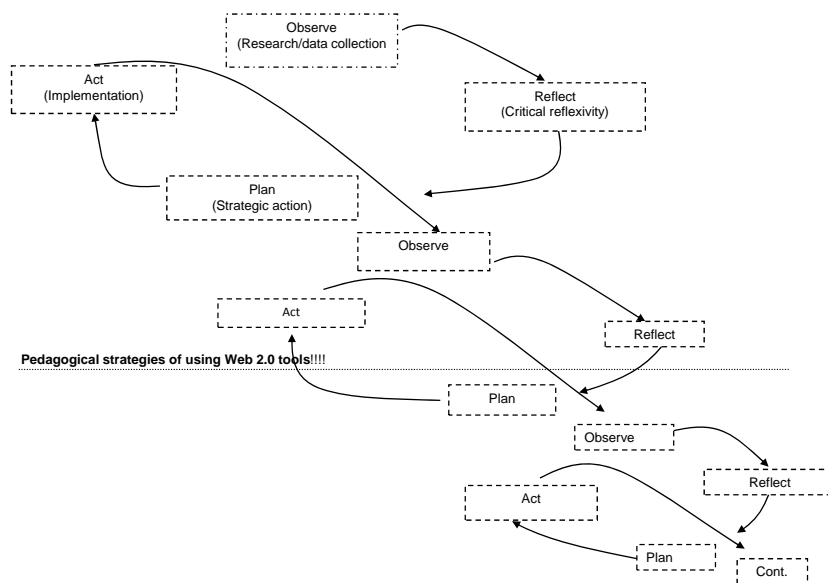 Observe
(Research/data collection
Act
(Implementation)
Reflect
(Critical reflexivity)
Plan
(Strategic action)
Observe
Act
Reflect
Pedagogical strategies of using Web 2.0 tools!!!!
Plan
Observe
Reflect
Act
Plan
Cont.